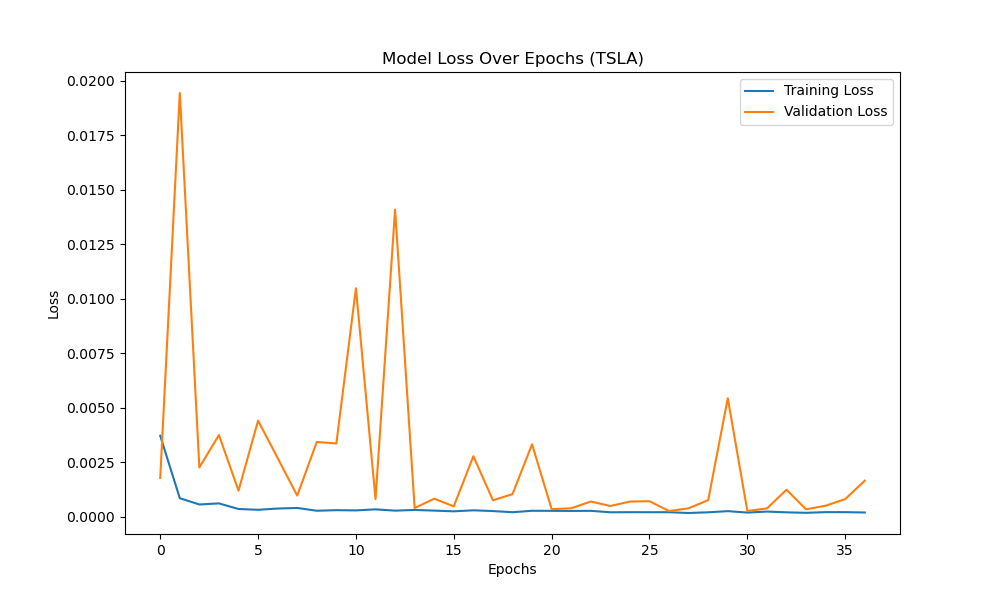 Model Loss Over Epochs (TSLA)
Training Loss
Validation Loss
0.0200
0.0175
0.0150
0.0125
0.0100
0.0075
0.0050
0.0025
0.0000
Loss
0 5 10 15 20 25 30 35
Epochs